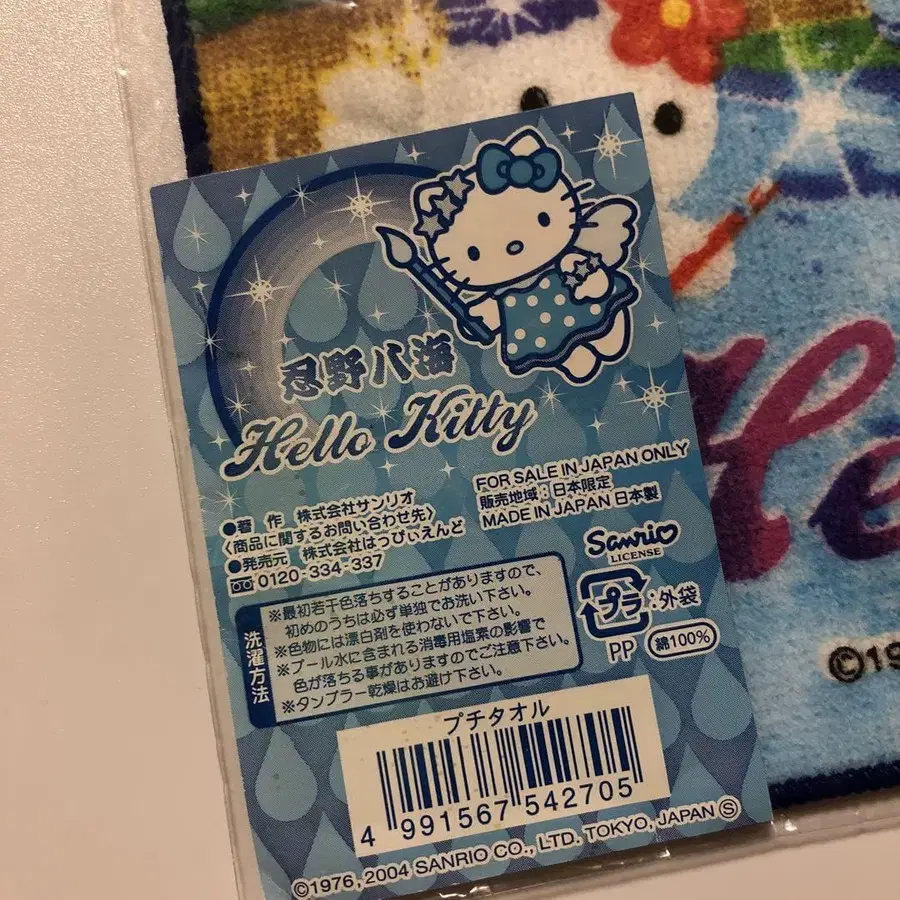 忍野八海
Hello Kitty
FOR SALE IN JAPAN ONLY
販売地域：日本限定
MADE IN JAPAN 日本製
●著　作　株式会社サンリオ
〈商品に関するお問い合わせ先〉
●発売元　株式会社はっぴいえんど
0120-334-337
Sanrio
LICENSE
プラ：外袋
PP 綿100%
洗濯方法
※最初若干色落ちすることがありますので、
初めのうちは必ず単独でお洗い下さい。
※色物には漂白剤を使わないで下さい。
※プール水に含まれる消毒用塩素の影響で
色が落ちる事がありますのでご注意下さい。
※タンブラー乾燥はお避け下さい。
プチタオル
4 991567 542705
©1976, 2004 SANRIO CO., LTD. TOKYO, JAPAN Ⓢ
He
©19